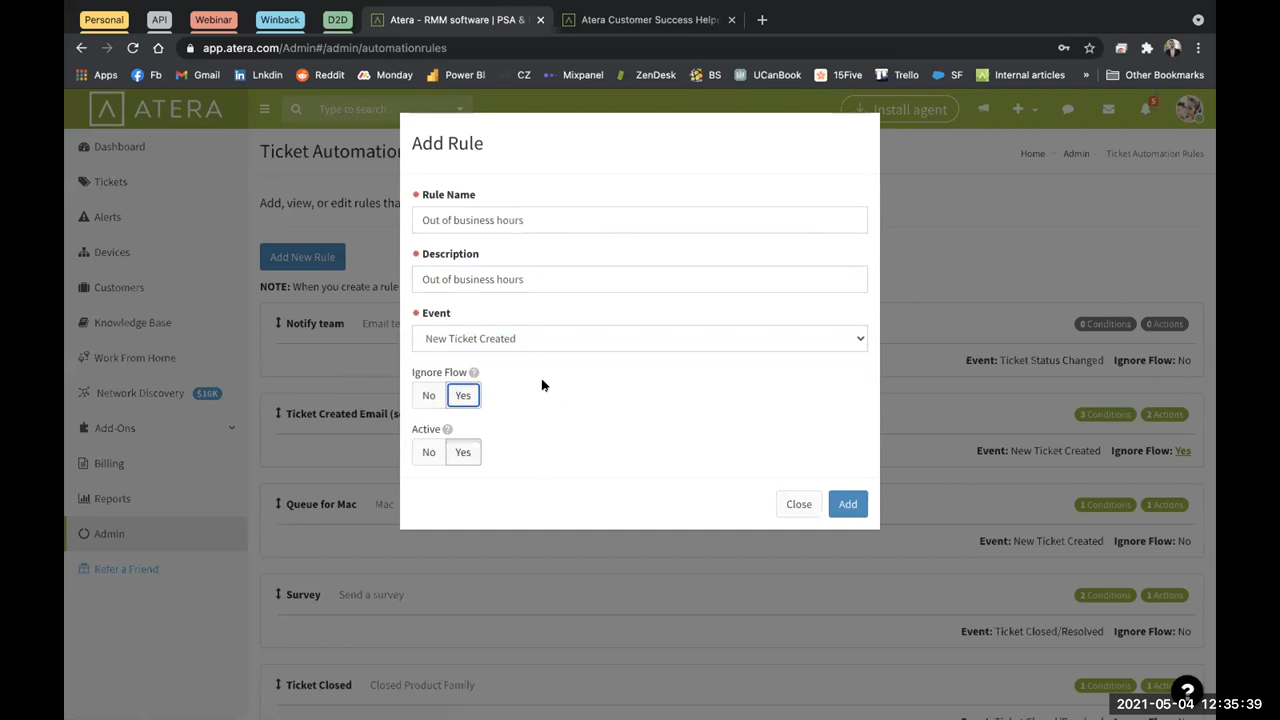 Personal API Webinar Winback D2D Atera - RMM software | PSA & Atera Customer Success Help
app.atera.com/Admin#/admin/automationrules
Apps Fb Gmail Lnkdin Reddit Monday Power BI CZ Mixpanel ZenDesk BS UCBook 15Five Trello SF Internal articles » Other Bookmarks
ATERA Type to search... Install agent 5
Dashboard
Tickets
Alerts
Devices
Customers
Knowledge Base
Work From Home
Network Discovery $16K
Add-Ons
Billing
Reports
Admin
Refer a Friend
Ticket Automation
Home Admin Ticket Automation Rules
Add, view, or edit rules tha
Add New Rule
NOTE: When you create a rule
Notify team Email te 0 Conditions 0 Actions
Event: Ticket Status Changed Ignore Flow: No
Ticket Created Email (s 3 Conditions 2 Actions
Event: New Ticket Created Ignore Flow: Yes
Queue for Mac Mac 1 Conditions 1 Actions
Event: New Ticket Created Ignore Flow: No
Survey Send a survey 2 Conditions 1 Actions
Event: Ticket Closed/Resolved Ignore Flow: No
Ticket Closed Closed Product Family 1 Conditions 1 Acti
Add Rule
Rule Name
Out of business hours
Description
Out of business hours
Event
New Ticket Created
Ignore Flow ?
No Yes
Active ?
No Yes
Close Add
?
2021-05-04 12:35:39